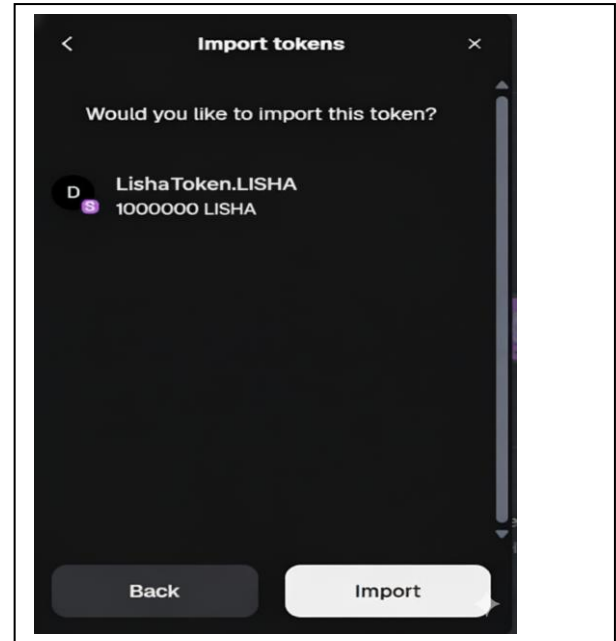 Import tokens
Would you like to import this token?
D
S
LishaToken.LISHA
1000000 LISHA
Back
Import